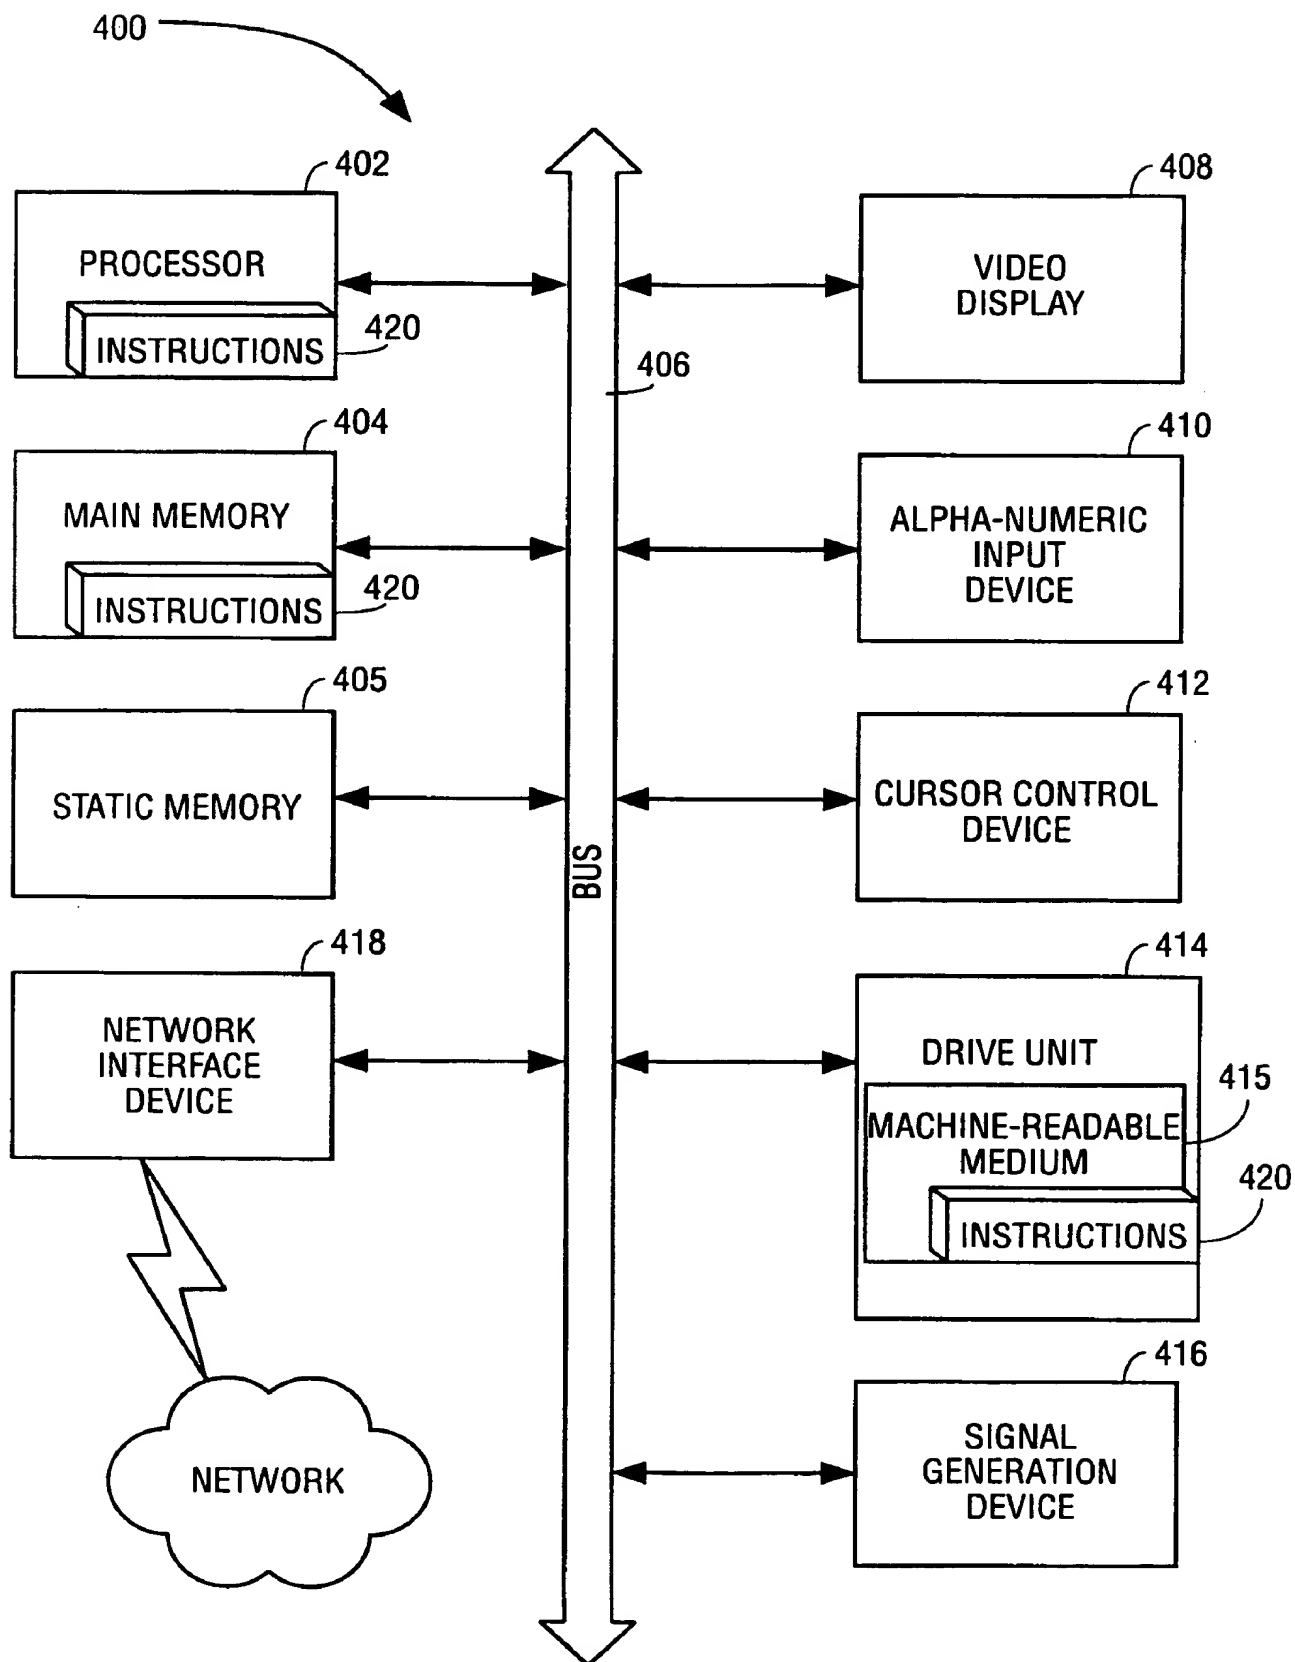 400
402
PROCESSOR
INSTRUCTIONS
420
404
MAIN MEMORY
INSTRUCTIONS
420
405
STATIC MEMORY
418
NETWORK
INTERFACE
DEVICE
NETWORK
406
BUS
408
VIDEO
DISPLAY
410
ALPHA-NUMERIC
INPUT
DEVICE
412
CURSOR CONTROL
DEVICE
414
DRIVE UNIT
415
MACHINE-READABLE
MEDIUM
420
INSTRUCTIONS
416
SIGNAL
GENERATION
DEVICE